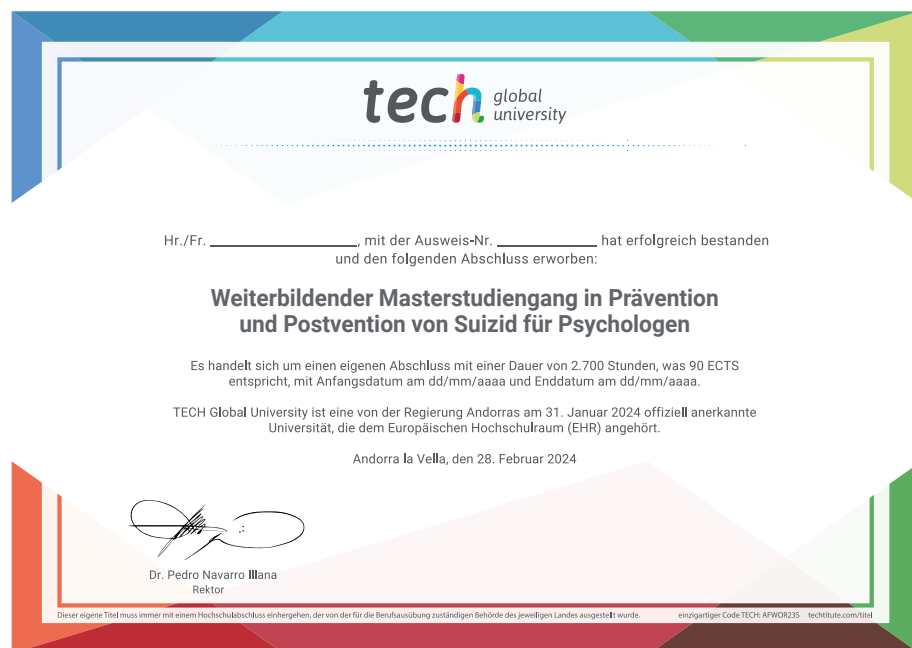 tech global university
Hr./Fr. ____________________, mit der Ausweis-Nr. ______________ hat erfolgreich bestanden
und den folgenden Abschluss erworben:
Weiterbildender Masterstudiengang in Prävention
und Postvention von Suizid für Psychologen
Es handelt sich um einen eigenen Abschluss mit einer Dauer von 2.700 Stunden, was 90 ECTS
entspricht, mit Anfangsdatum am dd/mm/aaaa und Enddatum am dd/mm/aaaa.
TECH Global University ist eine von der Regierung Andorras am 31. Januar 2024 offiziell anerkannte
Universität, die dem Europäischen Hochschulraum (EHR) angehört.
Andorra la Vella, den 28. Februar 2024
Dr. Pedro Navarro Illana
Rektor
Dieser eigene Titel muss immer mit einem Hochschulabschluss einhergehen, der von der für die Berufsausübung zuständigen Behörde des jeweiligen Landes ausgestellt wurde. einzigartiger Code TECH: AFWOR23S techtitute.com/titel